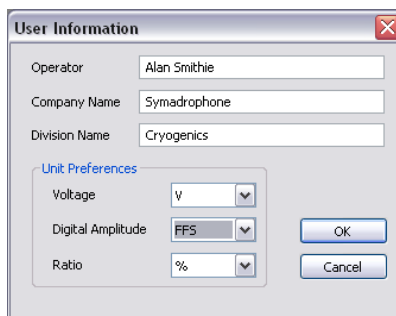 User Information
Operator Alan Smithie
Company Name Symadrophone
Division Name Cryogenics
Unit Preferences
Voltage V
Digital Amplitude FFS OK
Ratio % Cancel